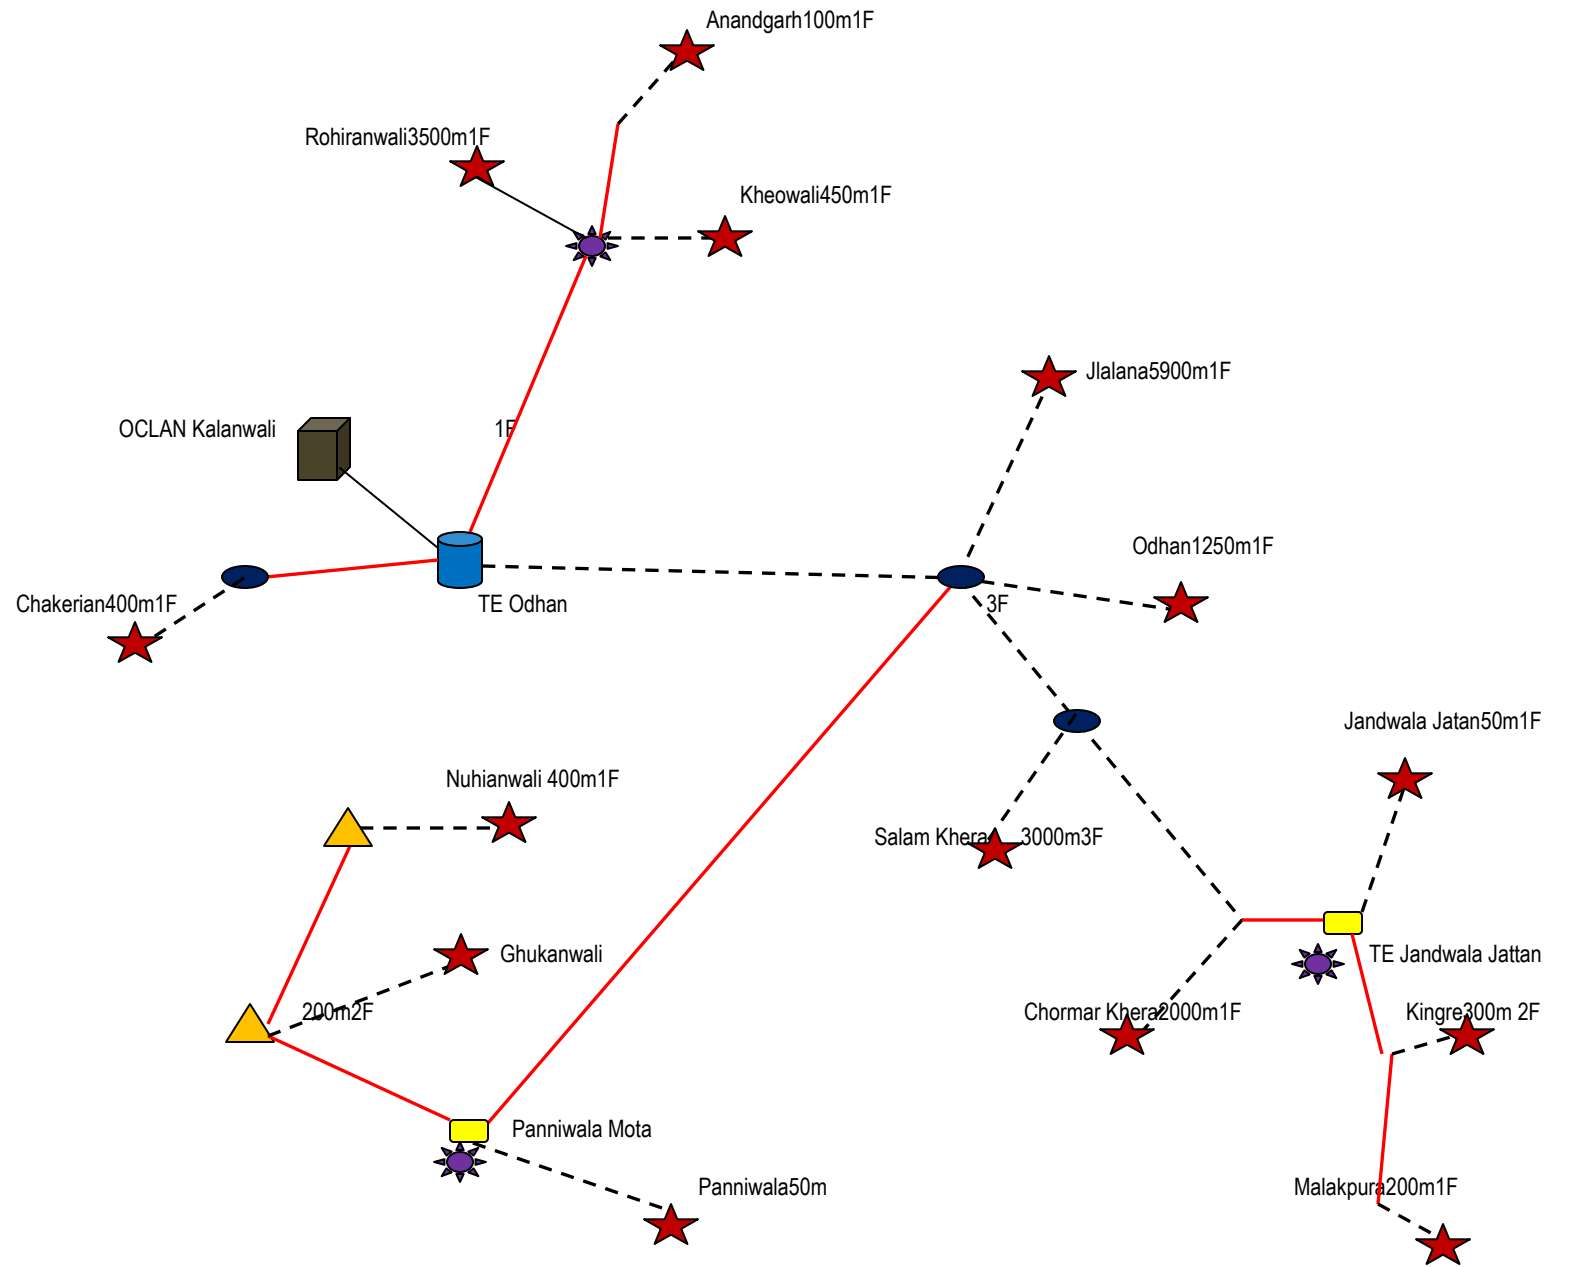 Anandgarh100m1F
Rohiranwali3500m1F
Kheowali450m1F
Jlalana5900m1F
OCLAN Kalanwali
1F
Odhan1250m1F
Chakerian400m1F
TE Odhan
3F
Jandwala Jatan50m1F
Nuhianwali 400m1F
Salam Khera 3000m3F
Ghukanwali
TE Jandwala Jattan
200m2F
Chormar Khera2000m1F
Kingre300m 2F
Panniwala Mota
Panniwala50m
Malakpura200m1F